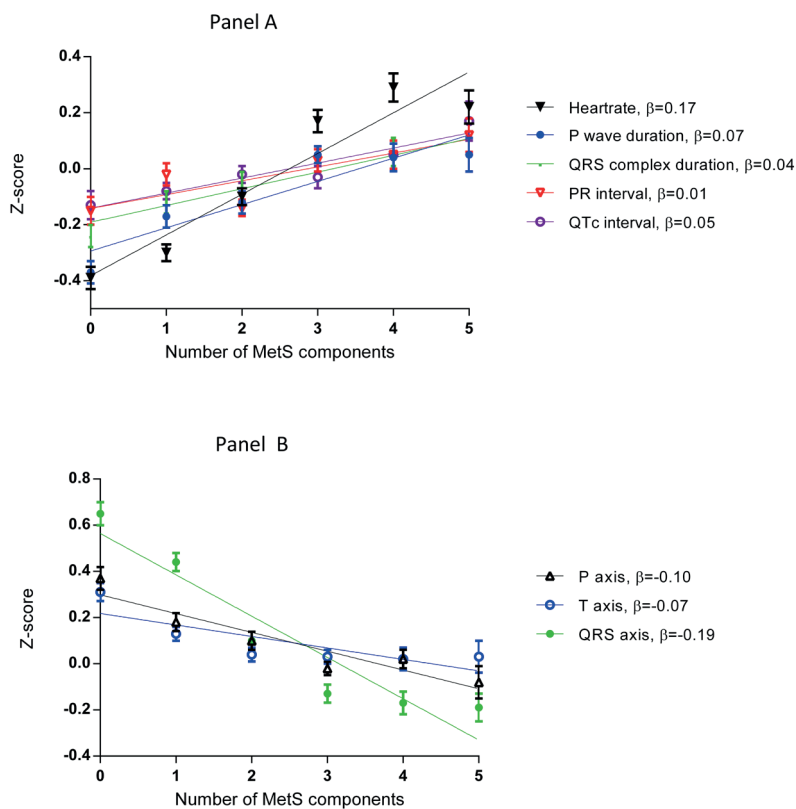 Panel A
0.4
0.2
0.0
-0.2
-0.4
Z-score
0 1 2 3 4 5
Number of MetS components
Heartrate, β=0.17
P wave duration, β=0.07
QRS complex duration, β=0.04
PR interval, β=0.01
QTc interval, β=0.05
Panel B
0.8
0.6
0.4
0.2
0.0
-0.2
-0.4
Z-score
0 1 2 3 4 5
Number of MetS components
P axis, β=-0.10
T axis, β=-0.07
QRS axis, β=-0.19